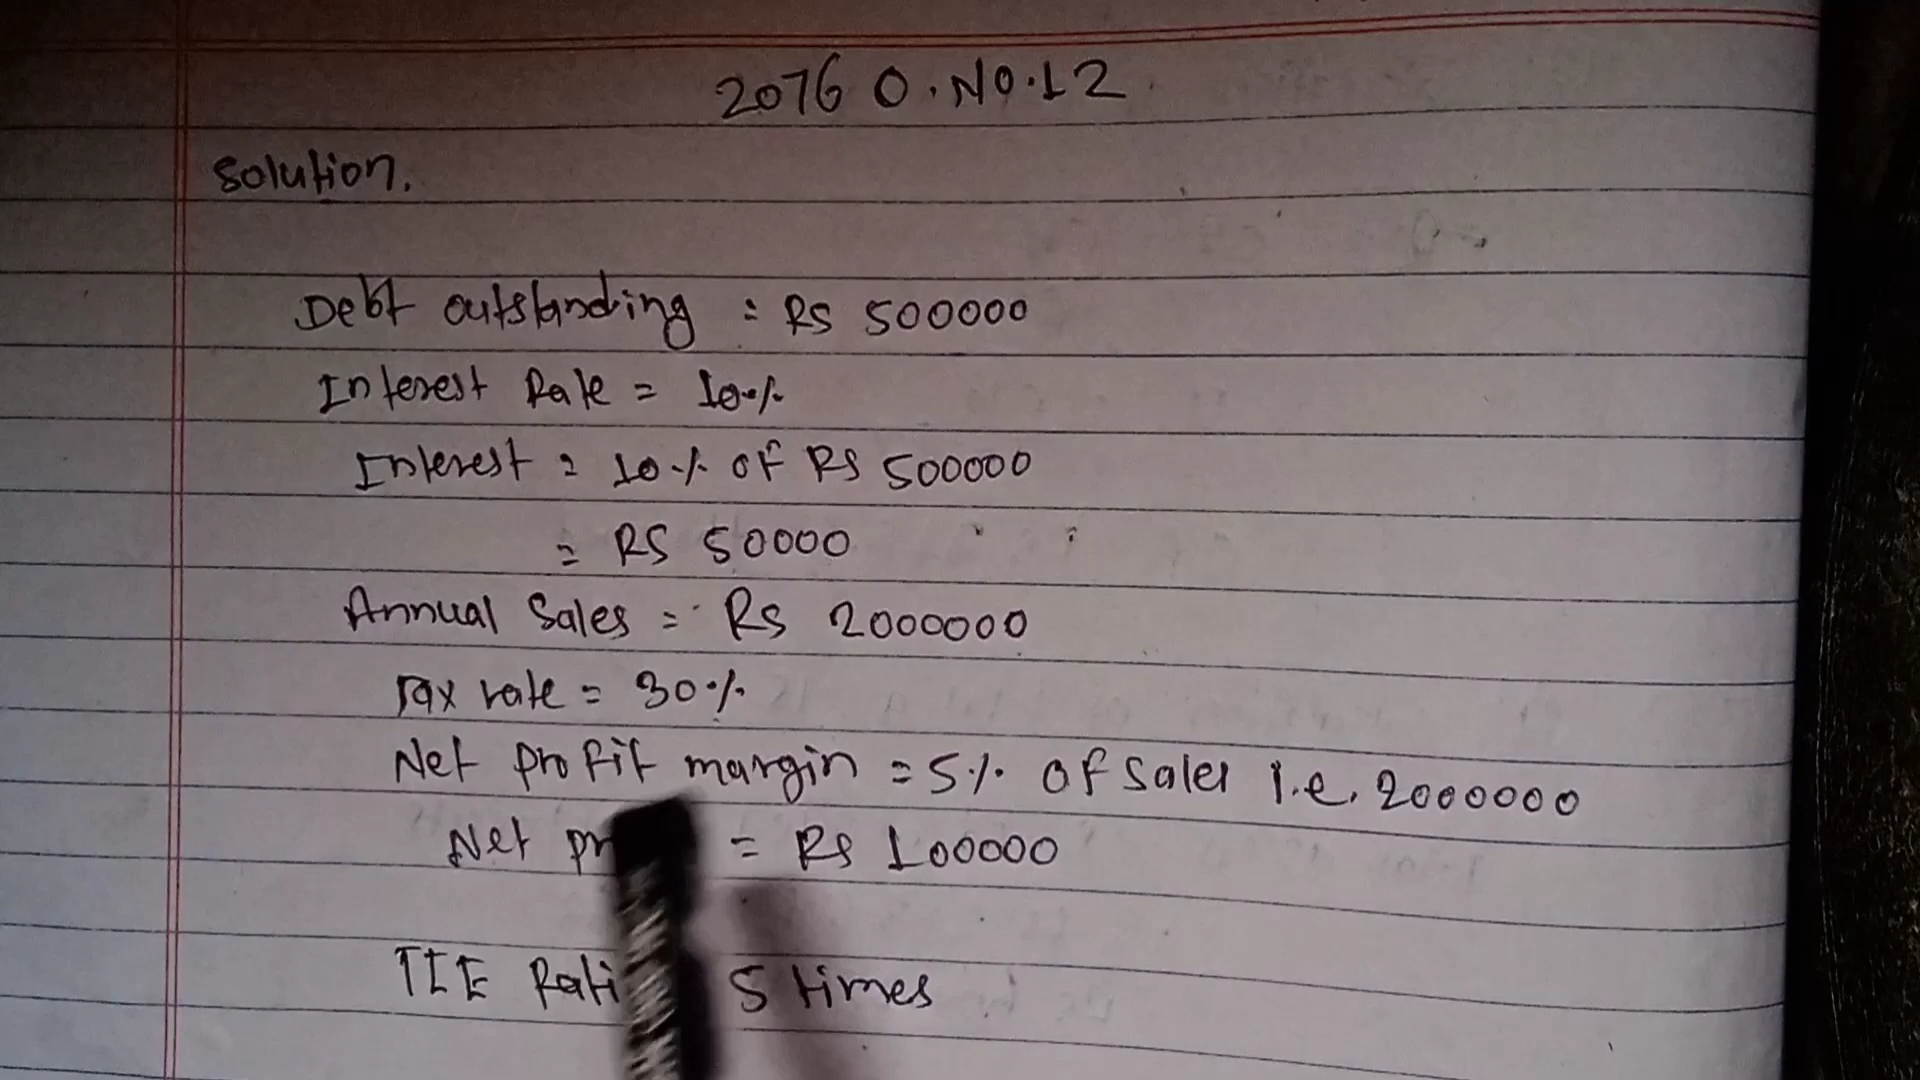 2076 Q.NO.12
Solution.
Debt outstanding = RS 500000
Interest Rate = 10%
Interest = 10% of RS 500000
= RS 50000
Annual Sales = RS 2000000
Tax rate = 30%
Net profit margin = 5% of Sales i.e. 2000000
Net = RS 100000
TIE 5 times